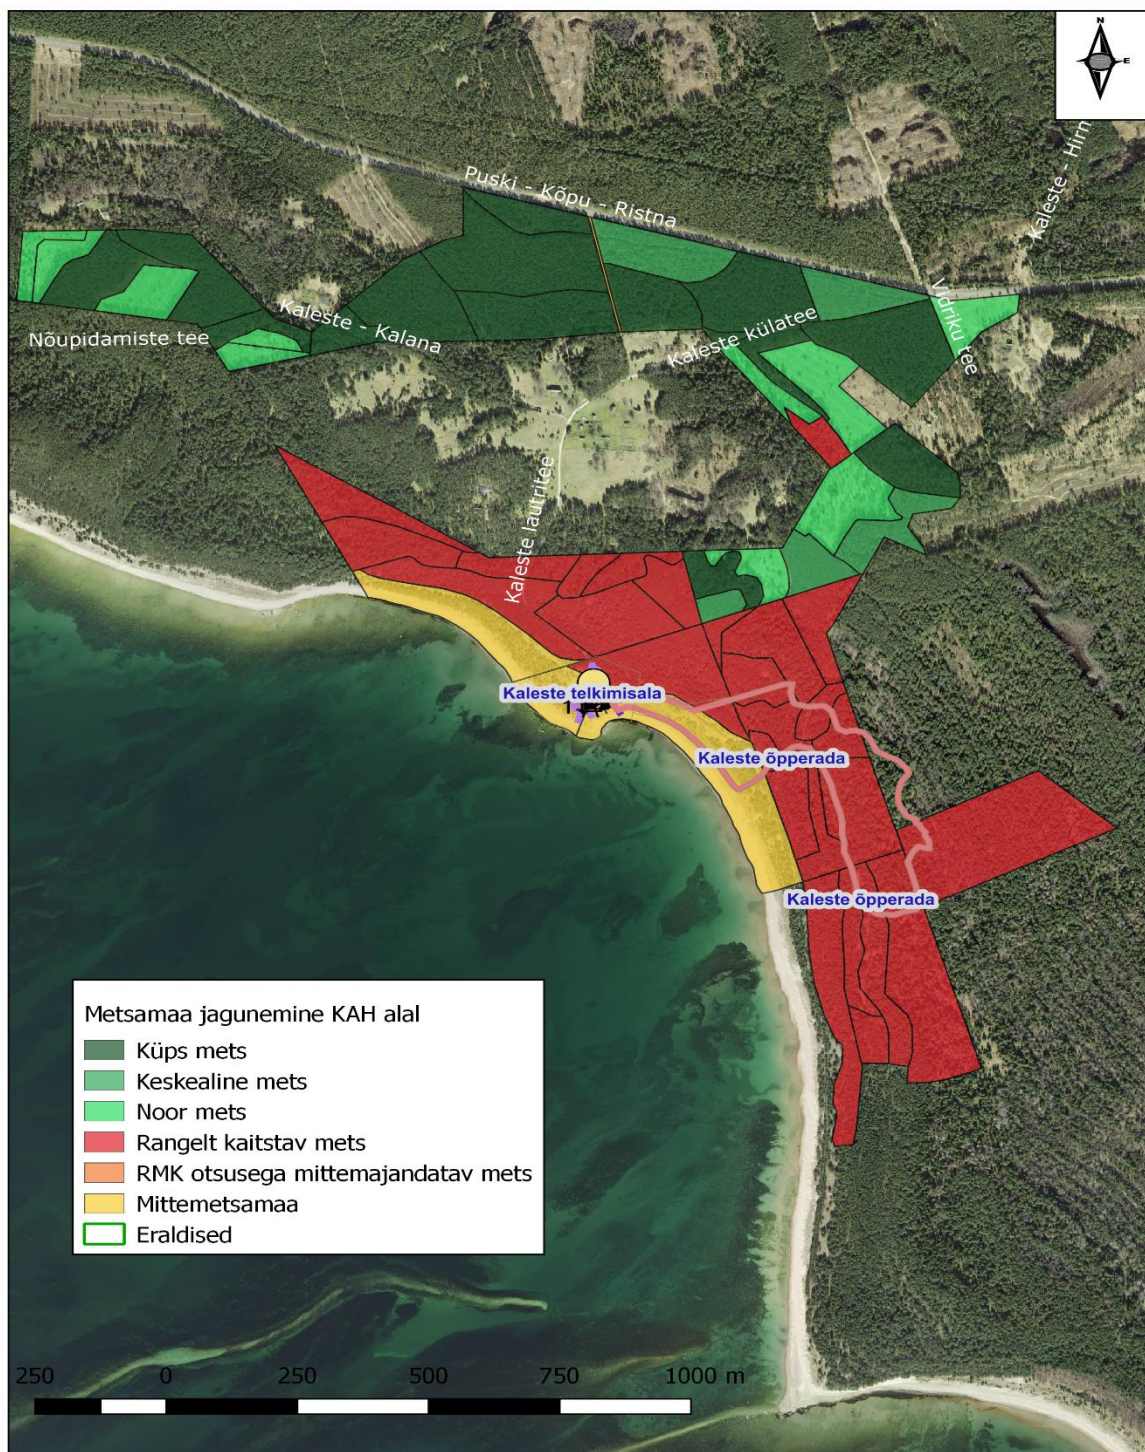 N
E
Kaleste - Hirm
Puski - Kõpu - Ristna
Vidriku tee
Kaleste - Kalana
Nõupidamiste tee
Kaleste külatee
Kaleste lautritee
Kaleste telkimisala
1
Kaleste õpperada
Kaleste õpperada
Metsamaa jagunemine KAH alal
Küps mets
Keskealine mets
Noor mets
Rangelt kaitstav mets
RMK otsusega mittemajandatav mets
Mittemetsamaa
Eraldised
250 0 250 500 750 1000 m